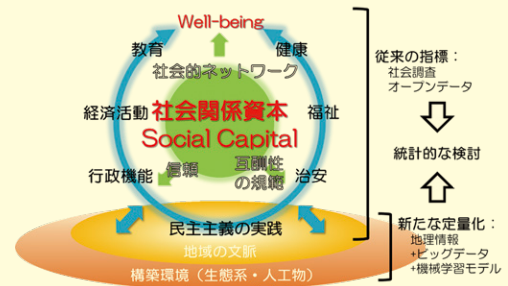 Well-being
教育
健康
社会的ネットワーク
経済活動
社会関係資本
福祉
Social Capital
行政機能
信頼
互酬性
の規範
治安
民主主義の実践
地域の文脈
構築環境（生態系・人工物）
従来の指標：
社会調査
オープンデータ
統計的な検討
新たな定量化：
地理情報
+ビッグデータ
+機械学習モデル